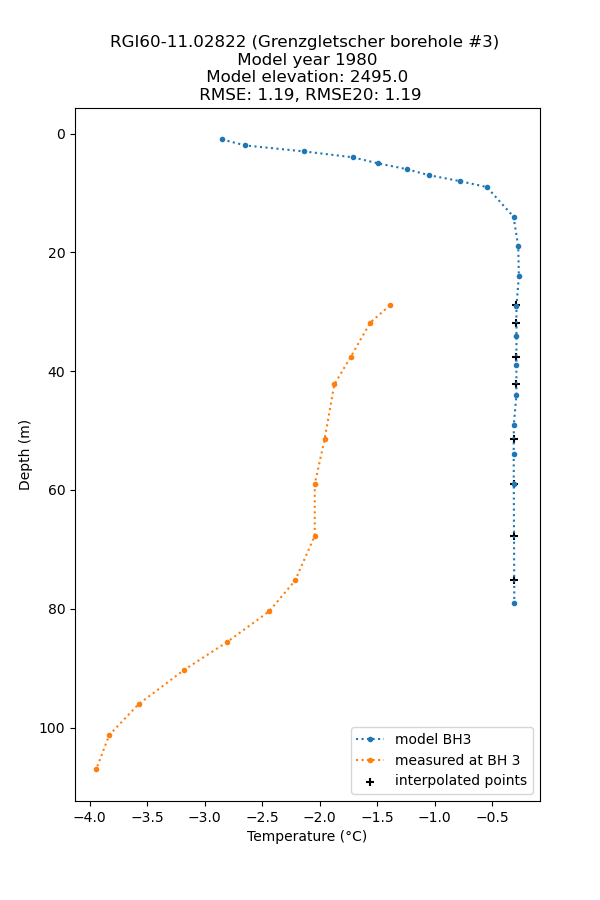 RGI60-11.02822 (Grenzgletscher borehole #3)
Model year 1980
Model elevation: 2495.0
RMSE: 1.19, RMSE20: 1.19
0
20
40
60
80
100
Depth (m)
model BH3
measured at BH 3
interpolated points
−4.0 −3.5 −3.0 −2.5 −2.0 −1.5 −1.0 −0.5
Temperature (°C)